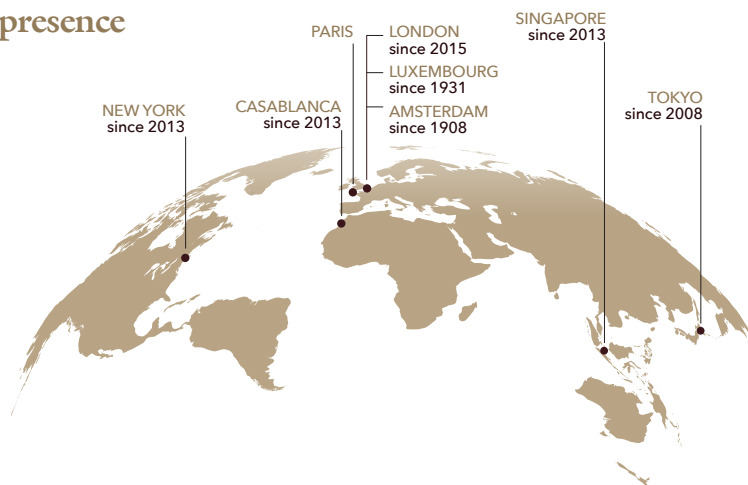 presence
PARIS
LONDON
since 2015
LUXEMBOURG
since 1931
AMSTERDAM
since 1908
SINGAPORE
since 2013
NEW YORK
since 2013
CASABLANCA
since 2013
TOKYO
since 2008